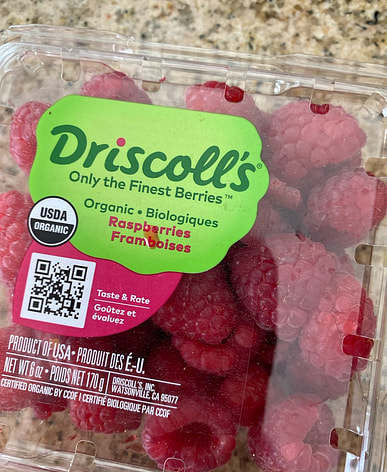 Driscoll's®
Only the Finest Berries™
Organic • Biologiques
Raspberries
Framboises
USDA
ORGANIC
Taste & Rate
Goûtez et
évaluez
PRODUCT OF USA • PRODUIT DES É.-U.
NET WT 6 oz • POIDS NET 170 g
DRISCOLL'S, INC.
WATSONVILLE, CA 95077
CERTIFIED ORGANIC BY CCOF | CERTIFIÉ BIOLOGIQUE PAR CCOF